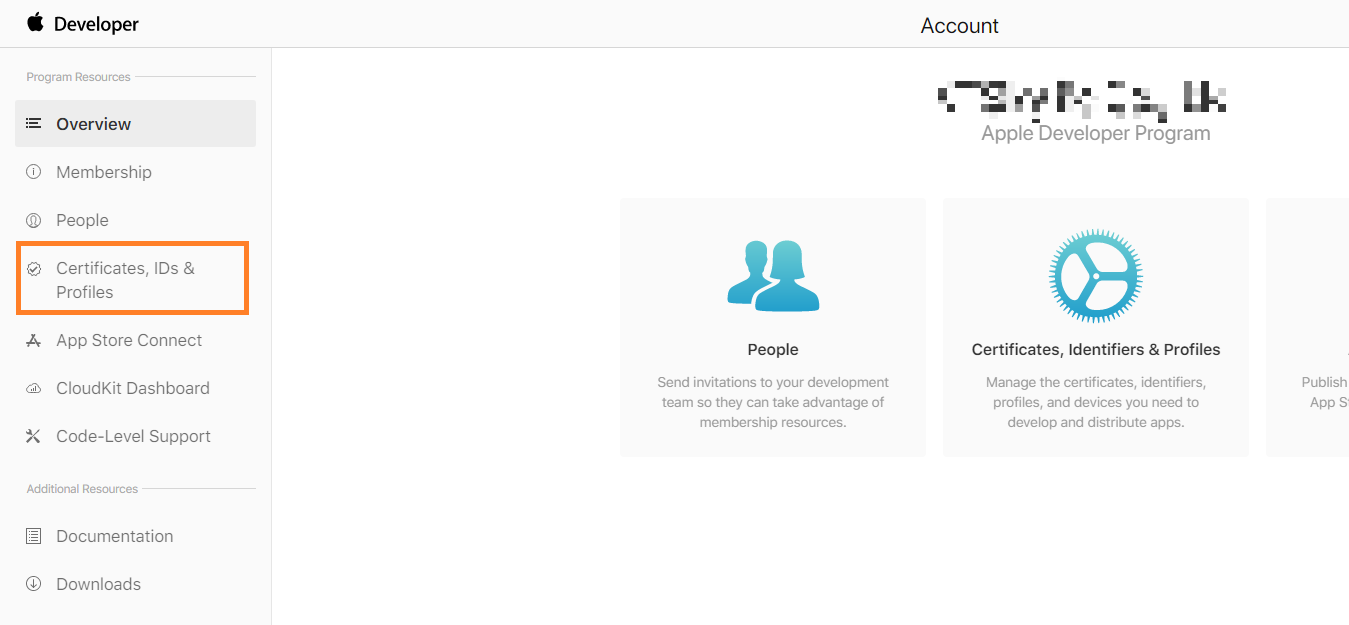 Developer
Account
Program Resources
Overview
Membership
People
Certificates, IDs &
Profiles
App Store Connect
CloudKit Dashboard
Code-Level Support
Additional Resources
Documentation
Downloads
Apple Developer Program
People
Send invitations to your development
team so they can take advantage of
membership resources.
Certificates, Identifiers & Profiles
Manage the certificates, identifiers,
profiles, and devices you need to
develop and distribute apps.
Publish
App